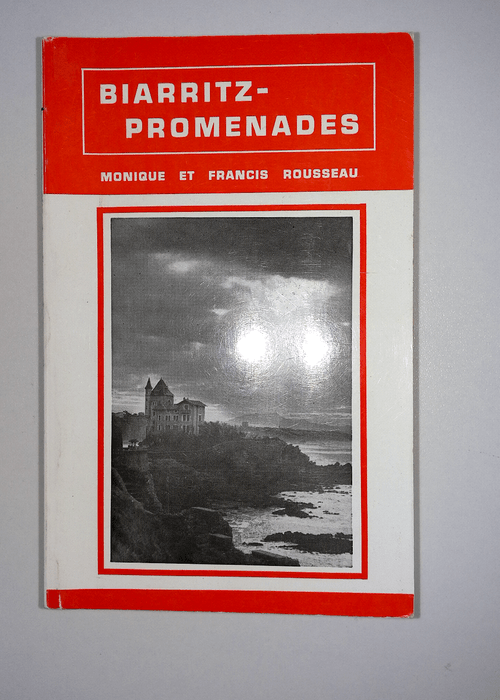 BIARRITZ-
PROMENADES
MONIQUE ET FRANCIS ROUSSEAU